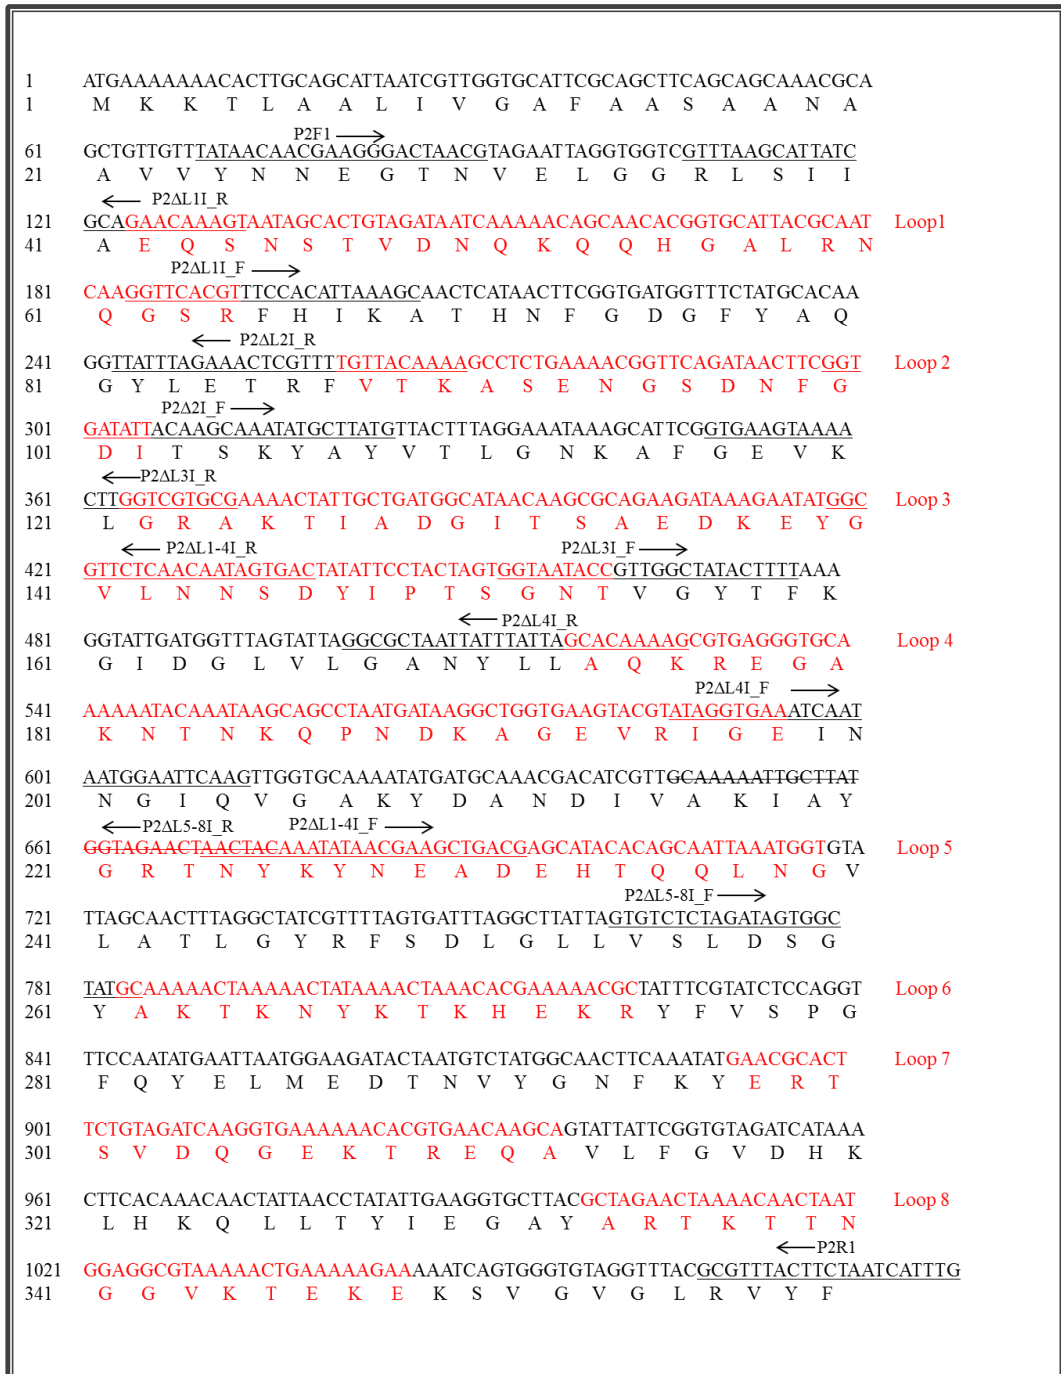 1 ATGAAAAAAACACTTGCAGCATTAATCGTTGGTGCATTCGCAGCTTCAGCAGCAAACGCA
1 M K K T L A A L I V G A F A A S A A N A
P2F1
61 GCTGTTGTTTATAACAACGAAGGGACTAACGTAGAATTAGGTGGTCGTTTAAGCATTATC
21 A V V Y N N E G T N V E L G G R L S I I
P2ΔL1I_R
121 GCAGAACAAAGTAATAGCACTGTAGATAATCAAAAACAGCAACACGGTGCATTACGCAAT Loop1
41 A E Q S N S T V D N Q K Q Q H G A L R N
P2ΔL1I_F
181 CAAGGTTCACGTTTCCACATTAAAGCAACTCATAACTTCGGTGATGGTTTCTATGCACAA
61 Q G S R F H I K A T H N F G D G F Y A Q
P2ΔL2I_R
241 GGTTATTTAGAAACTCGTTTTGTTACAAAAGCCTCTGAAAACGGTTCAGATAACTTCGGT Loop 2
81 G Y L E T R F V T K A S E N G S D N F G
P2Δ2I_F
301 GATATTACAAGCAAATATGCTTATGTTACTTTAGGAAATAAAGCATTCGGTGAAGTAAAA
101 D I T S K Y A Y V T L G N K A F G E V K
P2ΔL3I_R
361 CTTGGTCGTGCGAAAACTATTGCTGATGGCATAACAAGCGCAGAAGATAAAGAATATGGC Loop 3
121 L G R A K T I A D G I T S A E D K E Y G
P2ΔL1-4I_R P2ΔL3I_F
421 GTTCTCAACAATAGTGACTATATTCCTACTAGTGGTAATACCGTTGGCTATACTTTTAAA
141 V L N N S D Y I P T S G N T V G Y T F K
P2ΔL4I_R
481 GGTATTGATGGTTTAGTATTAGGCGCTAATTATTTATTAGCACAAAAGCGTGAGGGTGCA Loop 4
161 G I D G L V L G A N Y L L A Q K R E G A
P2ΔL4I_F
541 AAAAATACAAATAAGCAGCCTAATGATAAGGCTGGTGAAGTACGTATAGGTGAAATCAAT
181 K N T N K Q P N D K A G E V R I G E I N
601 AATGGAATTCAAGTTGGTGCAAAATATGATGCAAACGACATCGTTGCAAAAATTGCTTAT
201 N G I Q V G A K Y D A N D I V A K I A Y
P2ΔL5-8I_R P2ΔL1-4I_F
661 GGTAGAACTAACTACAAATATAACGAAGCTGACGAGCATACACAGCAATTAAATGGTGTA Loop 5
221 G R T N Y K Y N E A D E H T Q Q L N G V
P2ΔL5-8I_F
721 TTAGCAACTTTAGGCTATCGTTTTAGTGATTTAGGCTTATTAGTGTCTCTAGATAGTGGC
241 L A T L G Y R F S D L G L L V S L D S G
781 TATGCAAAAACTAAAAACTATAAAACTAAACACGAAAAACGCTATTTCGTATCTCCAGGT Loop 6
261 Y A K T K N Y K T K H E K R Y F V S P G
841 TTCCAATATGAATTAATGGAAGATACTAATGTCTATGGCAACTTCAAATATGAACGCACT Loop 7
281 F Q Y E L M E D T N V Y G N F K Y E R T
901 TCTGTAGATCAAGGTGAAAAAACACGTGAACAAGCAGTATTATTCGGTGTAGATCATAAA
301 S V D Q G E K T R E Q A V L F G V D H K
961 CTTCACAAACAACTATTAACCTATATTGAAGGTGCTTACGCTAGAACTAAAACAACTAAT Loop 8
321 L H K Q L L T Y I E G A Y A R T K T T N
P2R1
1021 GGAGGCGTAAAAACTGAAAAAGAAAAATCAGTGGGTGTAGGTTTACGCGTTTACTTCTAATCATTTG
341 G G V K T E K E K S V G V G L R V Y F